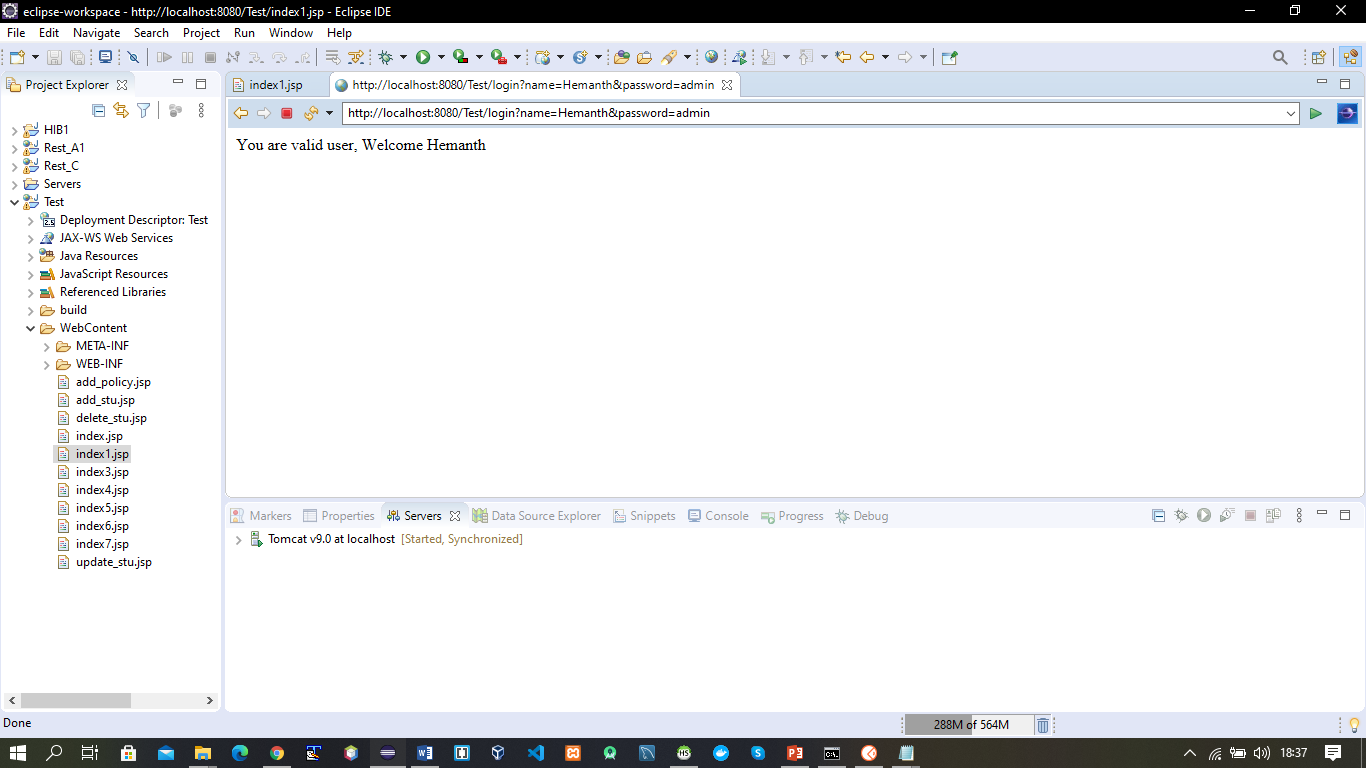 eclipse-workspace - http://localhost:8080/Test/index1.jsp - Eclipse IDE
File Edit Navigate Search Project Run Window Help
Project Explorer
index1.jsp
http://localhost:8080/Test/login?name=Hemanth&password=admin
http://localhost:8080/Test/login?name=Hemanth&password=admin
You are valid user, Welcome Hemanth
HIB1
Rest_A1
Rest_C
Servers
Test
Deployment Descriptor: Test
JAX-WS Web Services
Java Resources
JavaScript Resources
Referenced Libraries
build
WebContent
META-INF
WEB-INF
add_policy.jsp
add_stu.jsp
delete_stu.jsp
index.jsp
index1.jsp
index3.jsp
index4.jsp
index5.jsp
index6.jsp
index7.jsp
update_stu.jsp
Markers Properties Servers Data Source Explorer Snippets Console Progress Debug
Tomcat v9.0 at localhost [Started, Synchronized]
Done
288M of 564M
18:37